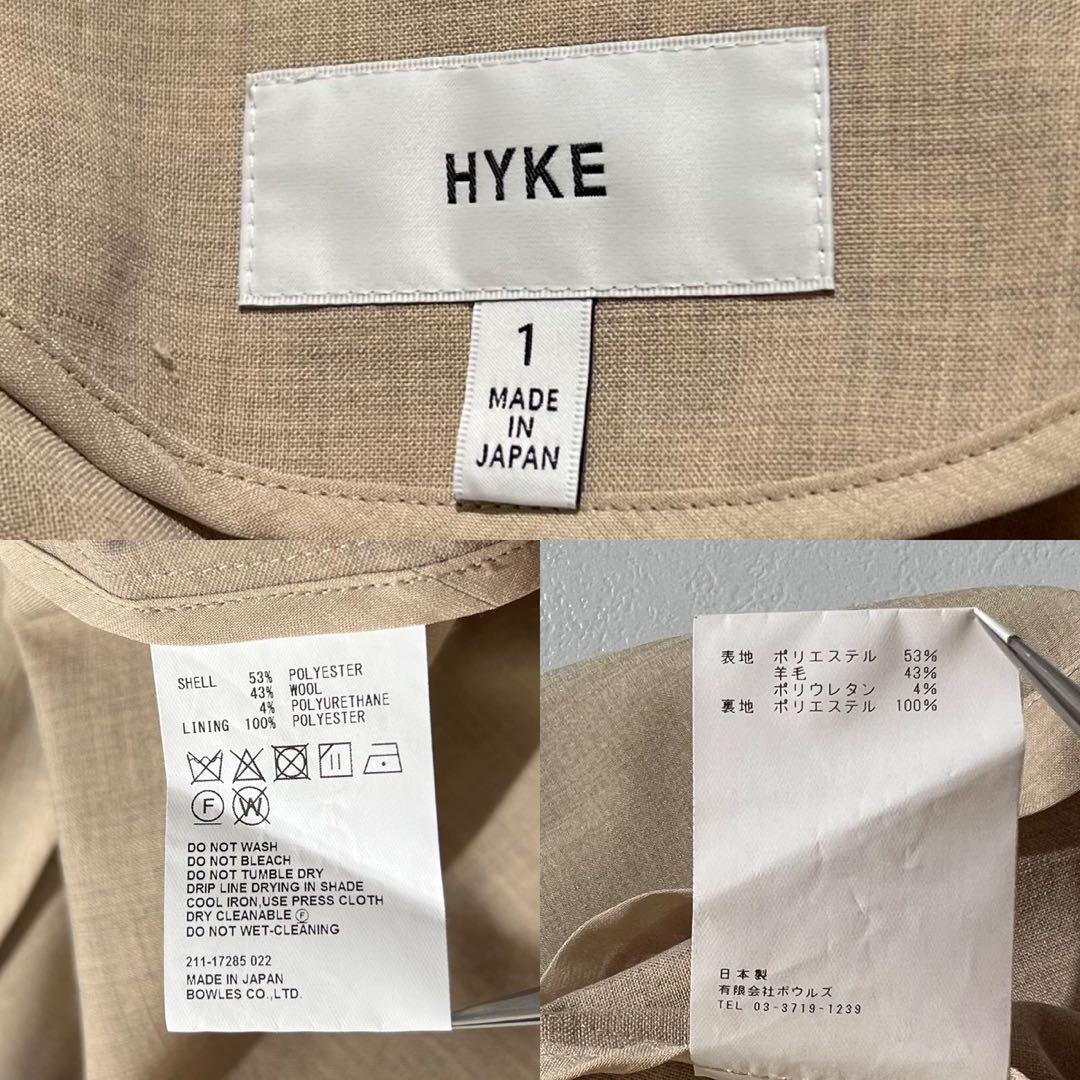 HYKE
1
MADE
IN
JAPAN
SHELL 53% POLYESTER
43% WOOL
4% POLYURETHANE
LINING 100% POLYESTER
F W
DO NOT WASH
DO NOT BLEACH
DO NOT TUMBLE DRY
DRIP LINE DRYING IN SHADE
COOL IRON,USE PRESS CLOTH
DRY CLEANABLE Ⓕ
DO NOT WET-CLEANING
211-17285 022
MADE IN JAPAN
BOWLES CO.,LTD.
表地 ポリエステル 53%
羊毛 43%
ポリウレタン 4%
裏地 ポリエステル 100%
日本製
有限会社ボウルズ
TEL 03-3719-1239